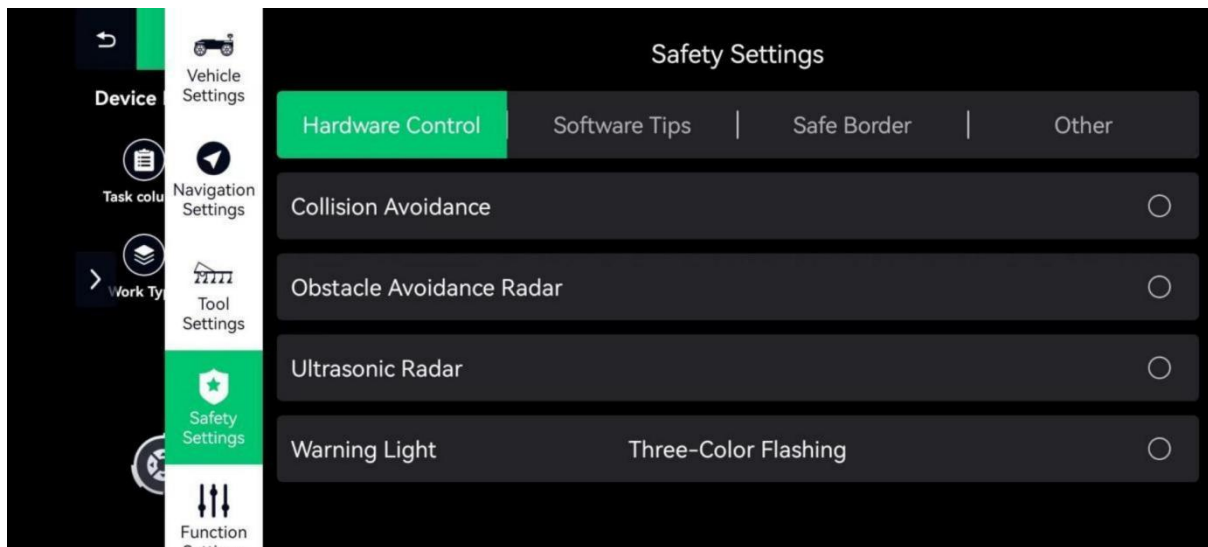 Device
Task colu
Work Ty
Vehicle
Settings
Navigation
Settings
Tool
Settings
Safety
Settings
Function
Safety Settings
Hardware Control | Software Tips | Safe Border | Other
Collision Avoidance
Obstacle Avoidance Radar
Ultrasonic Radar
Warning Light Three-Color Flashing